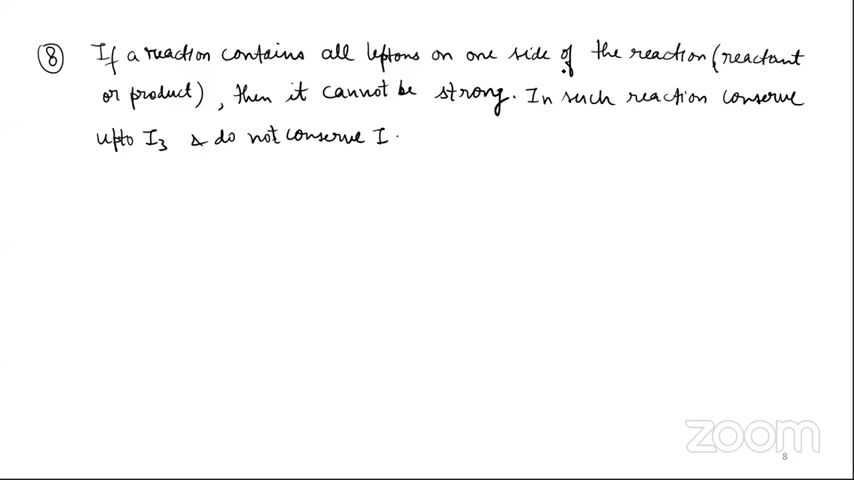 ⑧ If a reaction contains all leptons on one side of the reaction (reactant
or product), then it cannot be strong. In such reaction conserve
upto I₃ & do not conserve I.
zoom
8